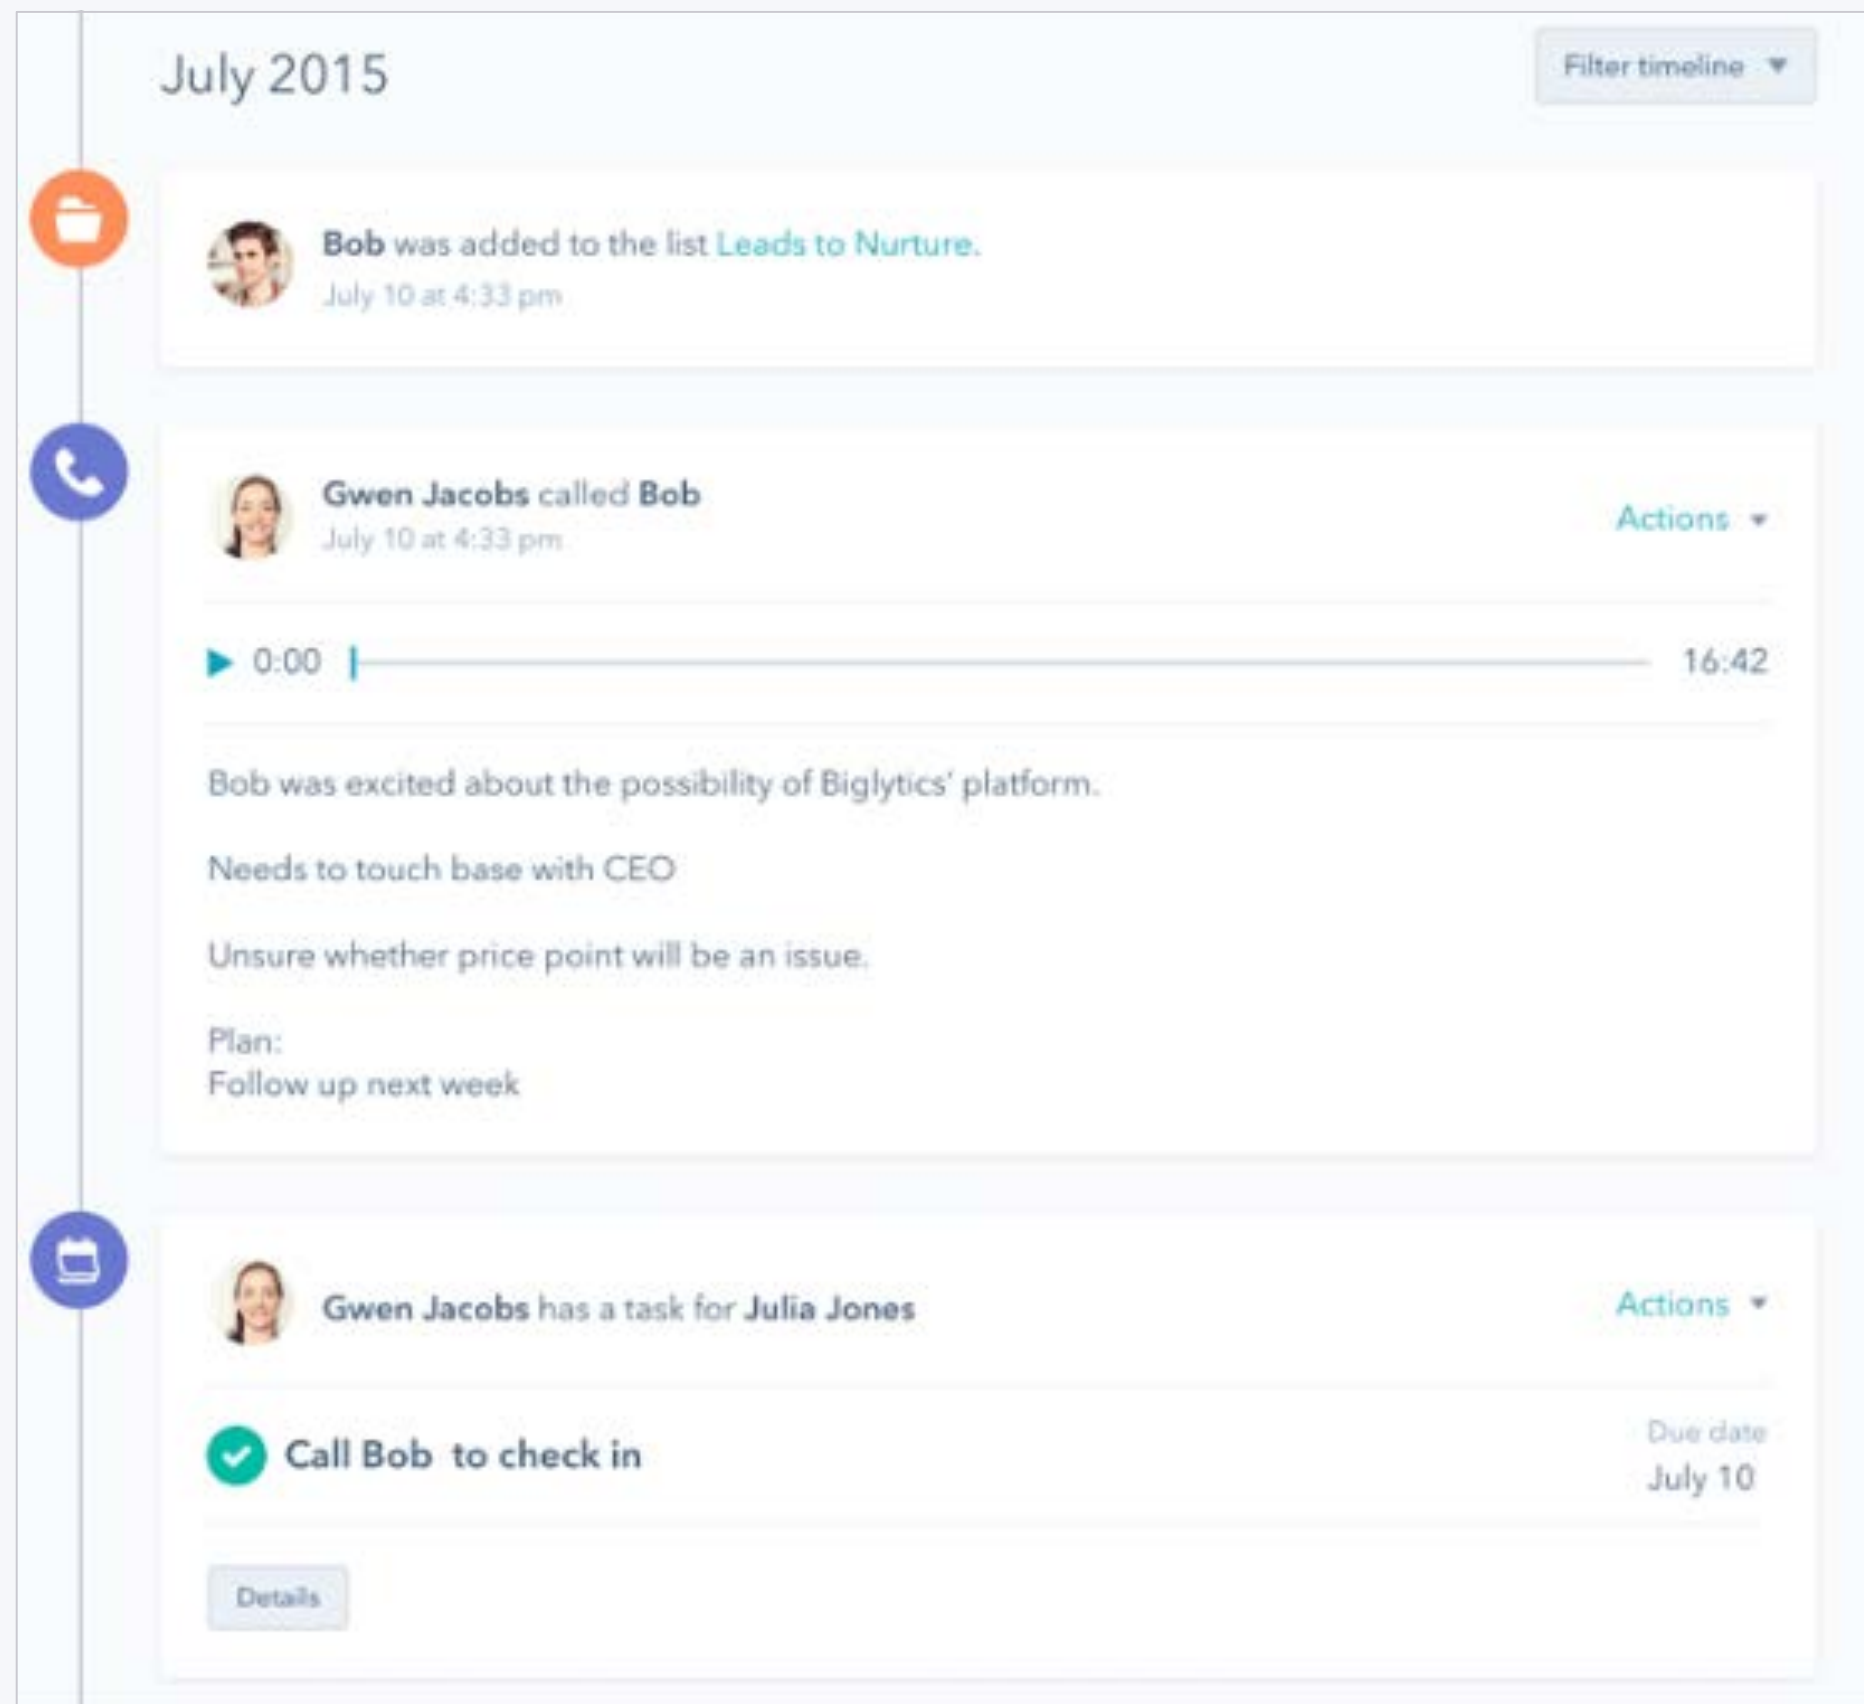 July 2015
Filter timeline
Bob was added to the list Leads to Nurture.
July 10 at 4:33 pm
Gwen Jacobs called Bob
July 10 at 4:33 pm
Actions
0:00
16:42
Bob was excited about the possibility of Biglytics' platform.
Needs to touch base with CEO
Unsure whether price point will be an issue.
Plan:
Follow up next week
Gwen Jacobs has a task for Julia Jones
Actions
Call Bob to check in
Due date
July 10
Details